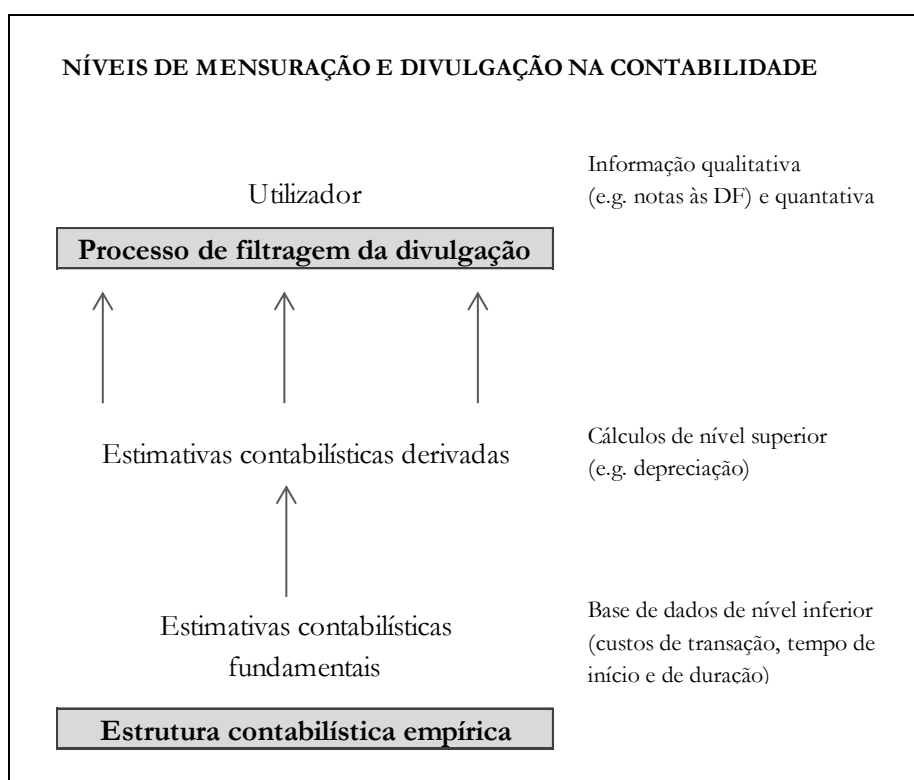 NÍVEIS DE MENSURAÇÃO E DIVULGAÇÃO NA CONTABILIDADE
Utilizador
Informação qualitativa
(e.g. notas às DF) e quantativa
Processo de filtragem da divulgação
Estimativas contabilísticas derivadas
Cálculos de nível superior
(e.g. depreciação)
Estimativas contabilísticas
fundamentais
Base de dados de nível inferior
(custos de transação, tempo de
início e de duração)
Estrutura contabilística empírica